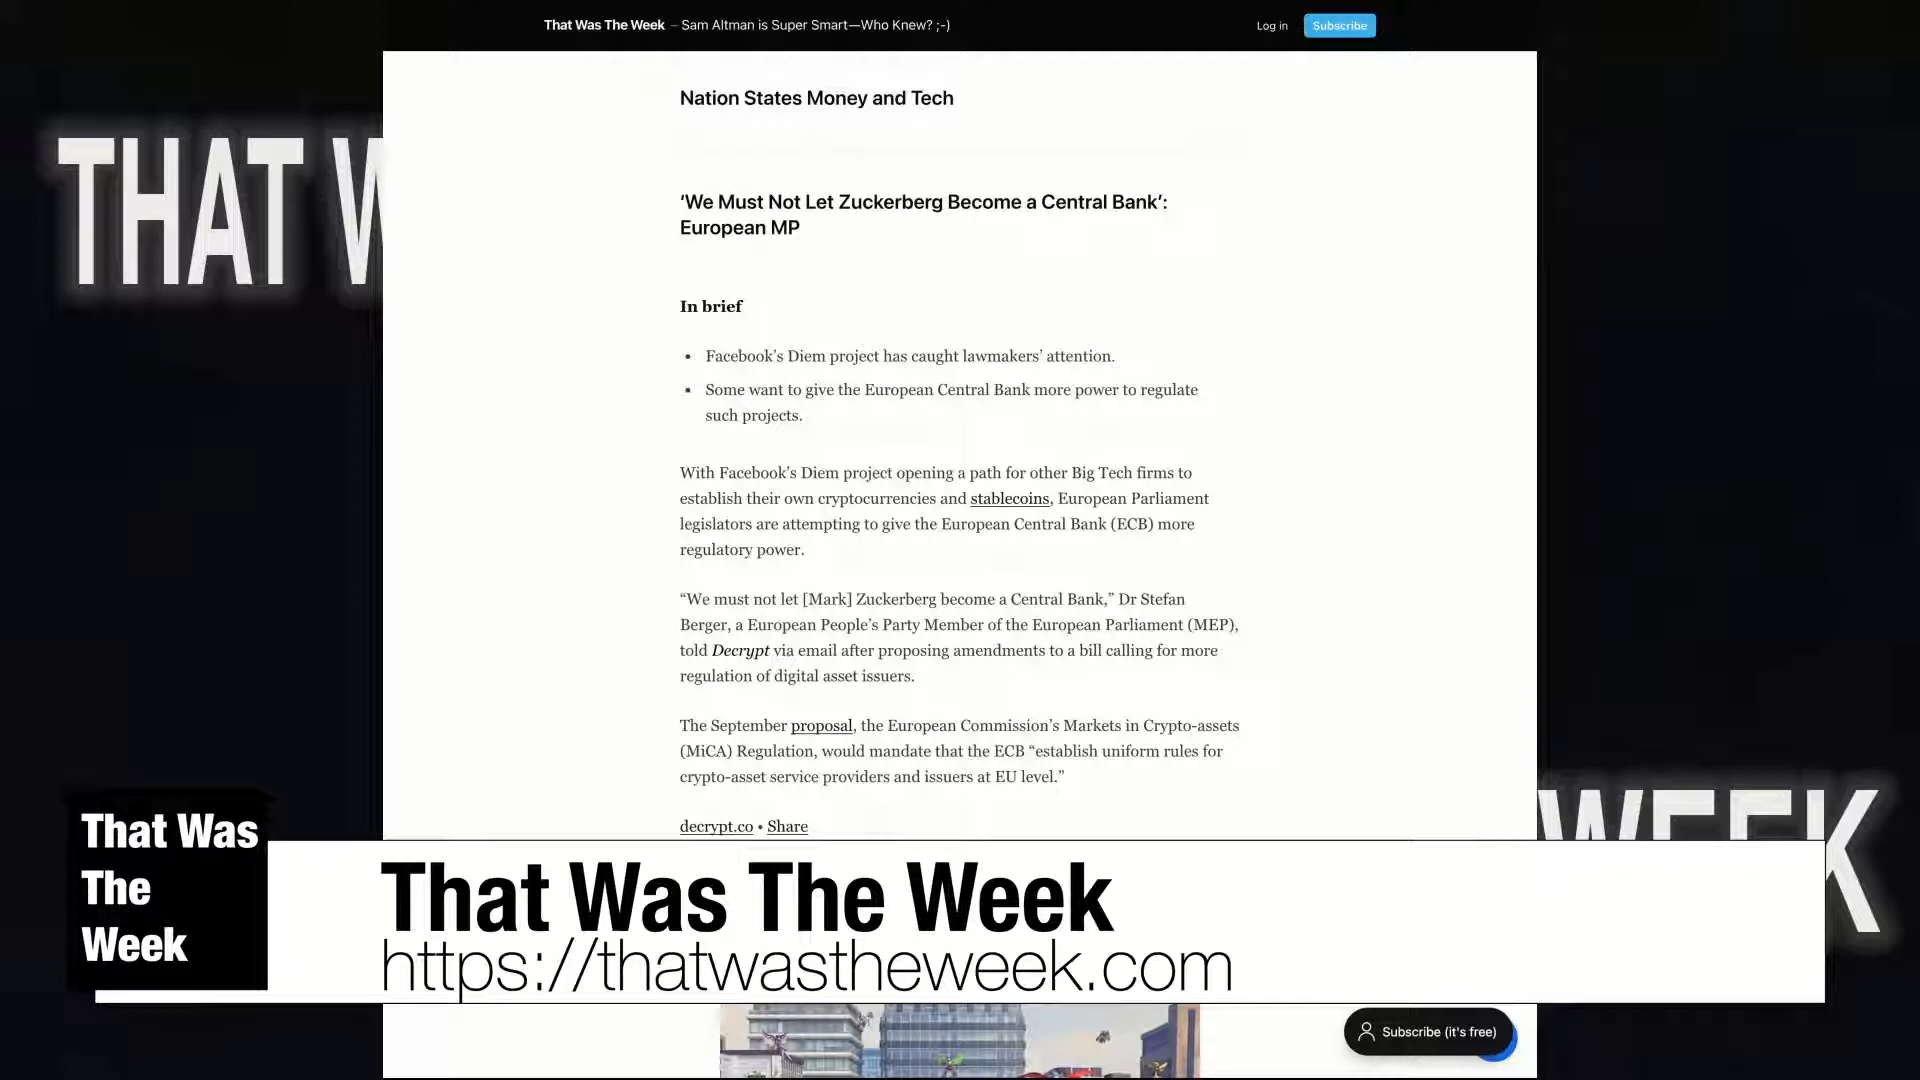 That Was The Week – Sam Altman is Super Smart—Who Knew? ;-)
Log in
Subscribe
THAT W
Nation States Money and Tech
‘We Must Not Let Zuckerberg Become a Central Bank’:
European MP
In brief
• Facebook’s Diem project has caught lawmakers’ attention.
• Some want to give the European Central Bank more power to regulate
such projects.
With Facebook’s Diem project opening a path for other Big Tech firms to
establish their own cryptocurrencies and stablecoins, European Parliament
legislators are attempting to give the European Central Bank (ECB) more
regulatory power.
“We must not let [Mark] Zuckerberg become a Central Bank,” Dr Stefan
Berger, a European People’s Party Member of the European Parliament (MEP),
told Decrypt via email after proposing amendments to a bill calling for more
regulation of digital asset issuers.
The September proposal, the European Commission’s Markets in Crypto-assets
(MiCA) Regulation, would mandate that the ECB “establish uniform rules for
crypto-asset service providers and issuers at EU level.”
decrypt.co • Share
WEEK
That Was
The
Week
That Was The Week
https://thatwastheweek.com
Subscribe (it's free)